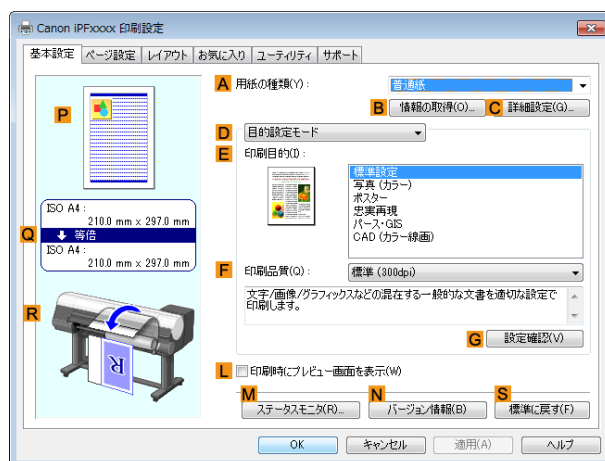 Canon iPFxxxx 印刷設定
基本設定 ページ設定 レイアウト お気に入り ユーティリティ サポート
P
ISO A4 :
210.0 mm x 297.0 mm
Q 等倍
ISO A4 :
210.0 mm x 297.0 mm
R
R
A 用紙の種類(Y) : 普通紙
B 情報の取得(O)... C 詳細設定(G)...
D 目的設定モード
E 印刷目的(I) :
標準設定
写真 (カラー)
ポスター
忠実再現
パース・GIS
CAD (カラー線画)
F 印刷品質(Q) : 標準 (300dpi)
文字/画像/グラフィックスなどの混在する一般的な文書を適切な設定で
印刷します。
G 設定確認(V)
L 印刷時にプレビュー画面を表示(W)
M N S
ステータスモニタ(R)... バージョン情報(B) 標準に戻す(F)
OK キャンセル 適用(A) ヘルプ